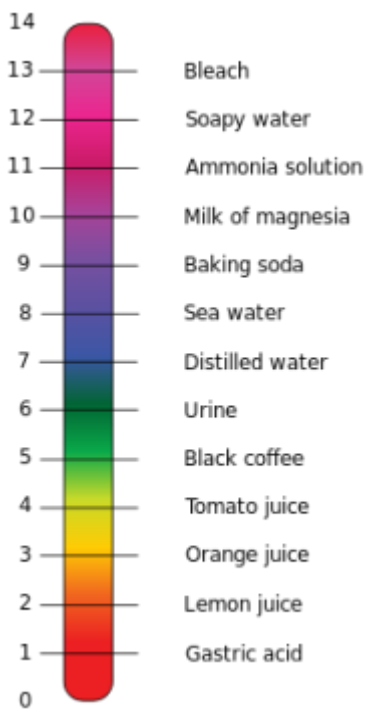 14
13 Bleach
12 Soapy water
11 Ammonia solution
10 Milk of magnesia
9 Baking soda
8 Sea water
7 Distilled water
6 Urine
5 Black coffee
4 Tomato juice
3 Orange juice
2 Lemon juice
1 Gastric acid
0